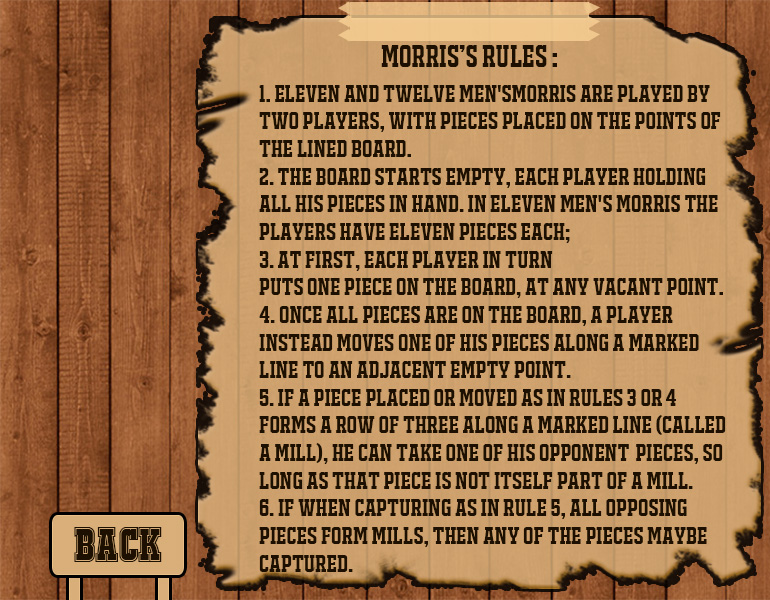 MORRIS'S RULES :
1. ELEVEN AND TWELVE MEN'SMORRIS ARE PLAYED BY
TWO PLAYERS, WITH PIECES PLACED ON THE POINTS OF
THE LINED BOARD.
2. THE BOARD STARTS EMPTY, EACH PLAYER HOLDING
ALL HIS PIECES IN HAND. IN ELEVEN MEN'S MORRIS THE
PLAYERS HAVE ELEVEN PIECES EACH;
3. AT FIRST, EACH PLAYER IN TURN
PUTS ONE PIECE ON THE BOARD, AT ANY VACANT POINT.
4. ONCE ALL PIECES ARE ON THE BOARD, A PLAYER
INSTEAD MOVES ONE OF HIS PIECES ALONG A MARKED
LINE TO AN ADJACENT EMPTY POINT.
5. IF A PIECE PLACED OR MOVED AS IN RULES 3 OR 4
FORMS A ROW OF THREE ALONG A MARKED LINE (CALLED
A MILL), HE CAN TAKE ONE OF HIS OPPONENT PIECES, SO
LONG AS THAT PIECE IS NOT ITSELF PART OF A MILL.
6. IF WHEN CAPTURING AS IN RULE 5, ALL OPPOSING
PIECES FORM MILLS, THEN ANY OF THE PIECES MAYBE
CAPTURED.
BACK